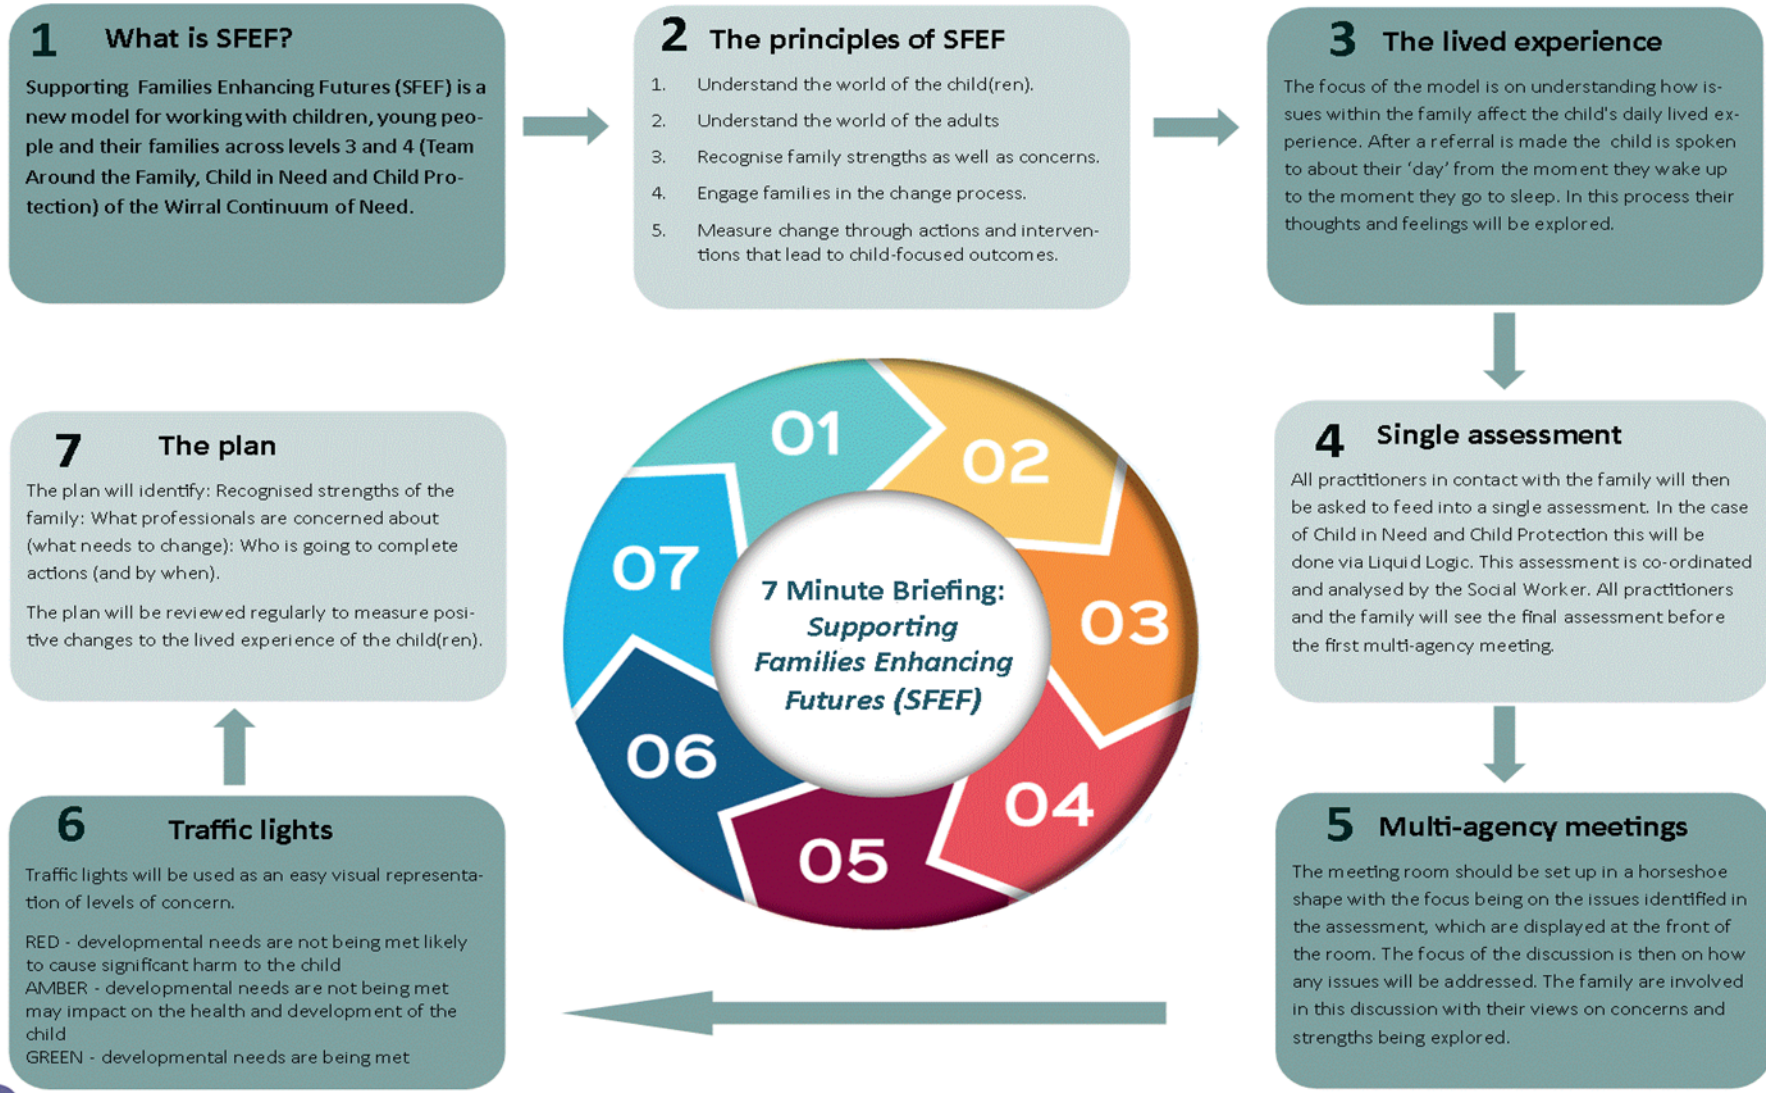 1 What is SFEF?
Supporting Families Enhancing Futures (SFEF) is a
new model for working with children, young peo-
ple and their families across levels 3 and 4 (Team
Around the Family, Child in Need and Child Pro-
tection) of the Wirral Continuum of Need.
2 The principles of SFEF
1. Understand the world of the child(ren).
2. Understand the world of the adults
3. Recognise family strengths as well as concerns.
4. Engage families in the change process.
5. Measure change through actions and interven-
tions that lead to child-focused outcomes.
3 The lived experience
The focus of the model is on understanding how is-
sues within the family affect the child's daily lived ex-
perience. After a referral is made the child is spoken
to about their ‘day’ from the moment they wake up
to the moment they go to sleep. In this process their
thoughts and feelings will be explored.
4 Single assessment
All practitioners in contact with the family will then
be asked to feed into a single assessment. In the case
of Child in Need and Child Protection this will be
done via Liquid Logic. This assessment is co-ordinated
and analysed by the Social Worker. All practitioners
and the family will see the final assessment before
the first multi-agency meeting.
5 Multi-agency meetings
The meeting room should be set up in a horseshoe
shape with the focus being on the issues identified in
the assessment, which are displayed at the front of
the room. The focus of the discussion is then on how
any issues will be addressed. The family are involved
in this discussion with their views on concerns and
strengths being explored.
6 Traffic lights
Traffic lights will be used as an easy visual representa-
tion of levels of concern.
RED - developmental needs are not being met likely
to cause significant harm to the child
AMBER - developmental needs are not being met
may impact on the health and development of the
child
GREEN - developmental needs are being met
7 The plan
The plan will identify: Recognised strengths of the
family: What professionals are concerned about
(what needs to change): Who is going to complete
actions (and by when).
The plan will be reviewed regularly to measure posi-
tive changes to the lived experience of the child(ren).
01
02
03
04
05
06
07
7 Minute Briefing:
Supporting
Families Enhancing
Futures (SFEF)